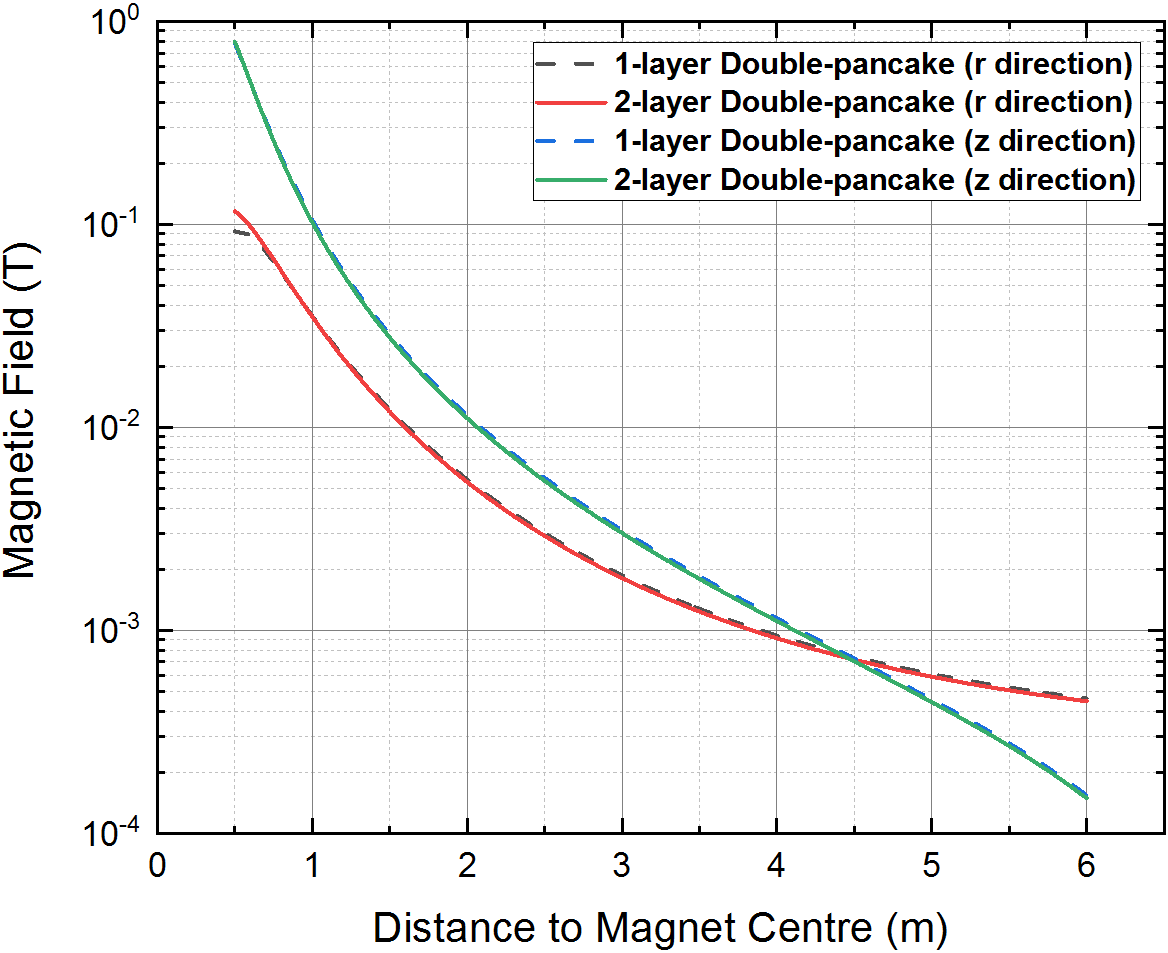 10^0
10^-1
10^-2
10^-3
10^-4
Magnetic Field (T)
1-layer Double-pancake (r direction)
2-layer Double-pancake (r direction)
1-layer Double-pancake (z direction)
2-layer Double-pancake (z direction)
0 1 2 3 4 5 6
Distance to Magnet Centre (m)